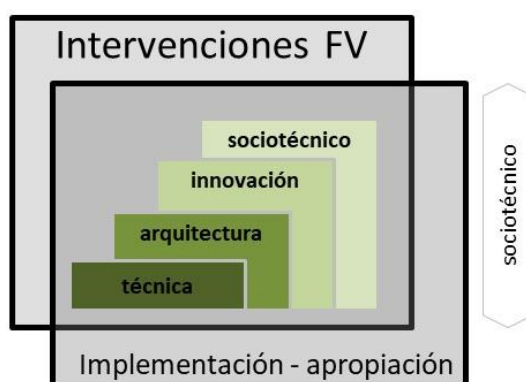 Intervenciones FV
sociotécnico
innovación
arquitectura
técnica
Implementación - apropiación
sociotécnico